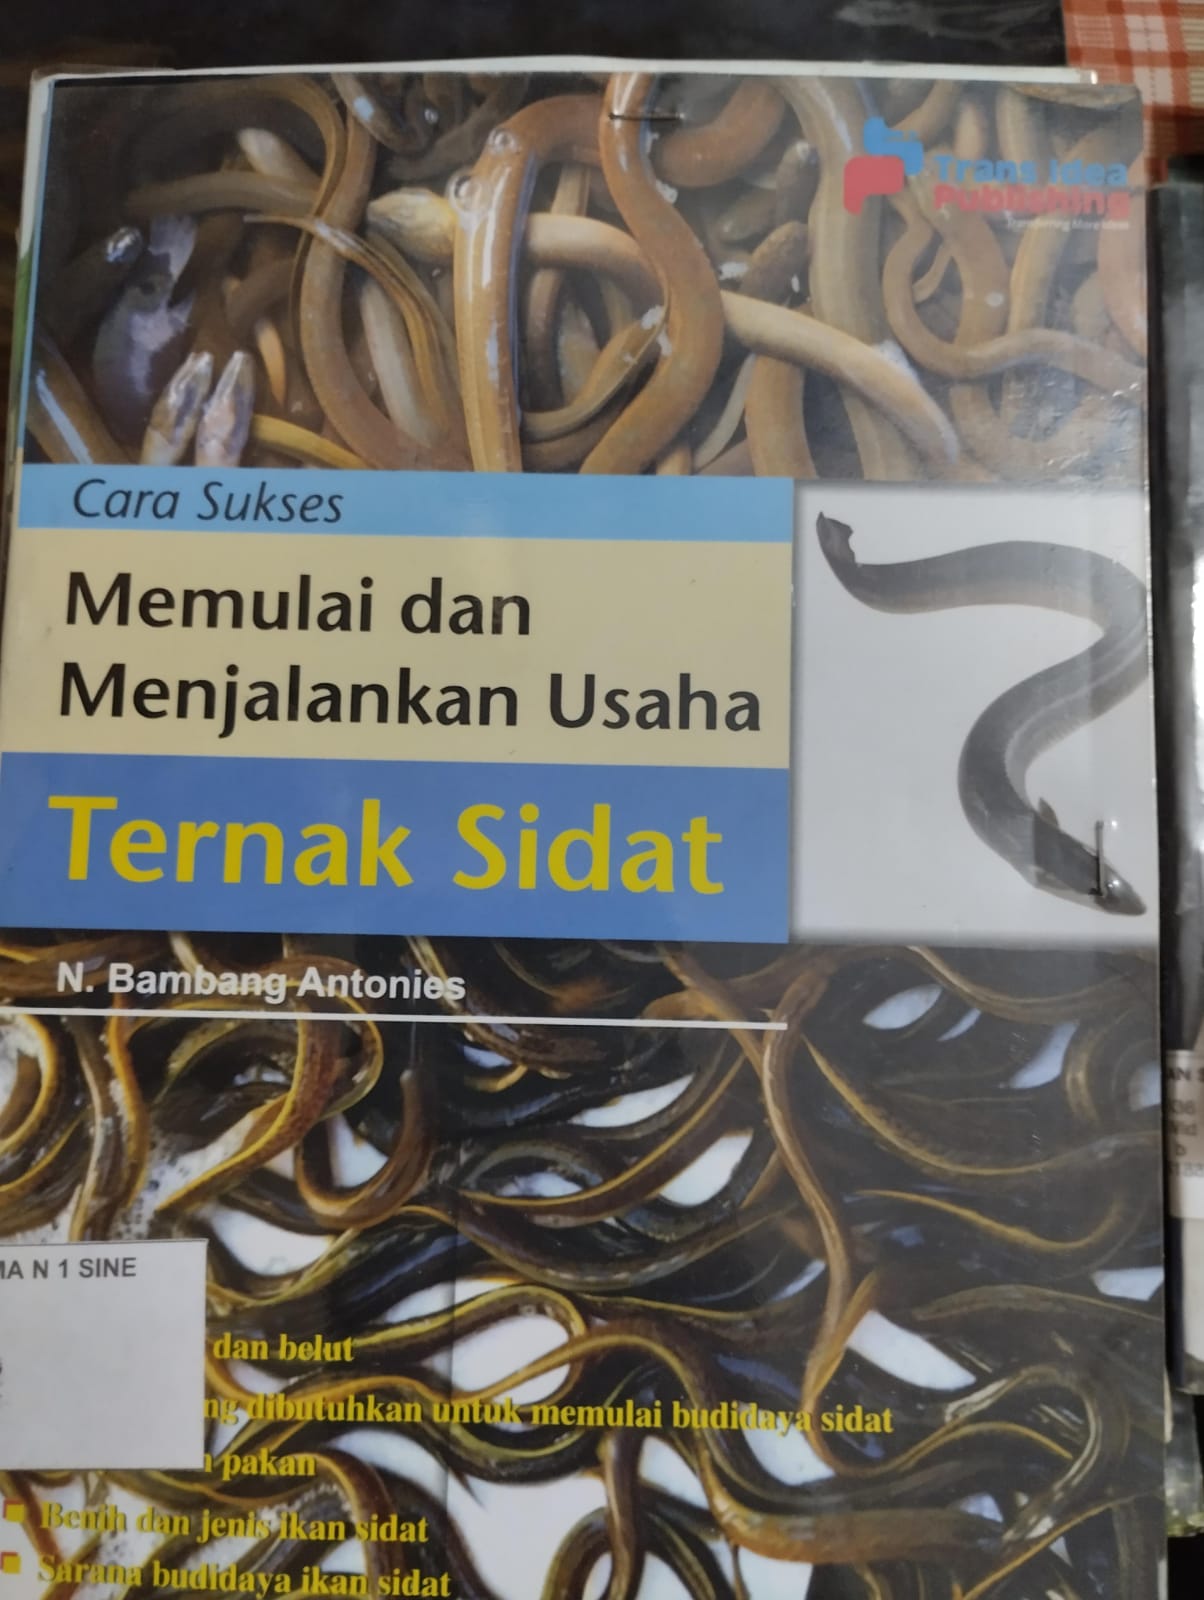 Trans Idea
Publishing
Cara Sukses
Memulai dan
Menjalankan Usaha
Ternak Sidat
N. Bambang Antonies
MA N 1 SINE
dan belut
ng dibutuhkan untuk memulai budidaya sidat
pakan
Benih dan jenis ikan sidat
Sarana budidaya ikan sidat